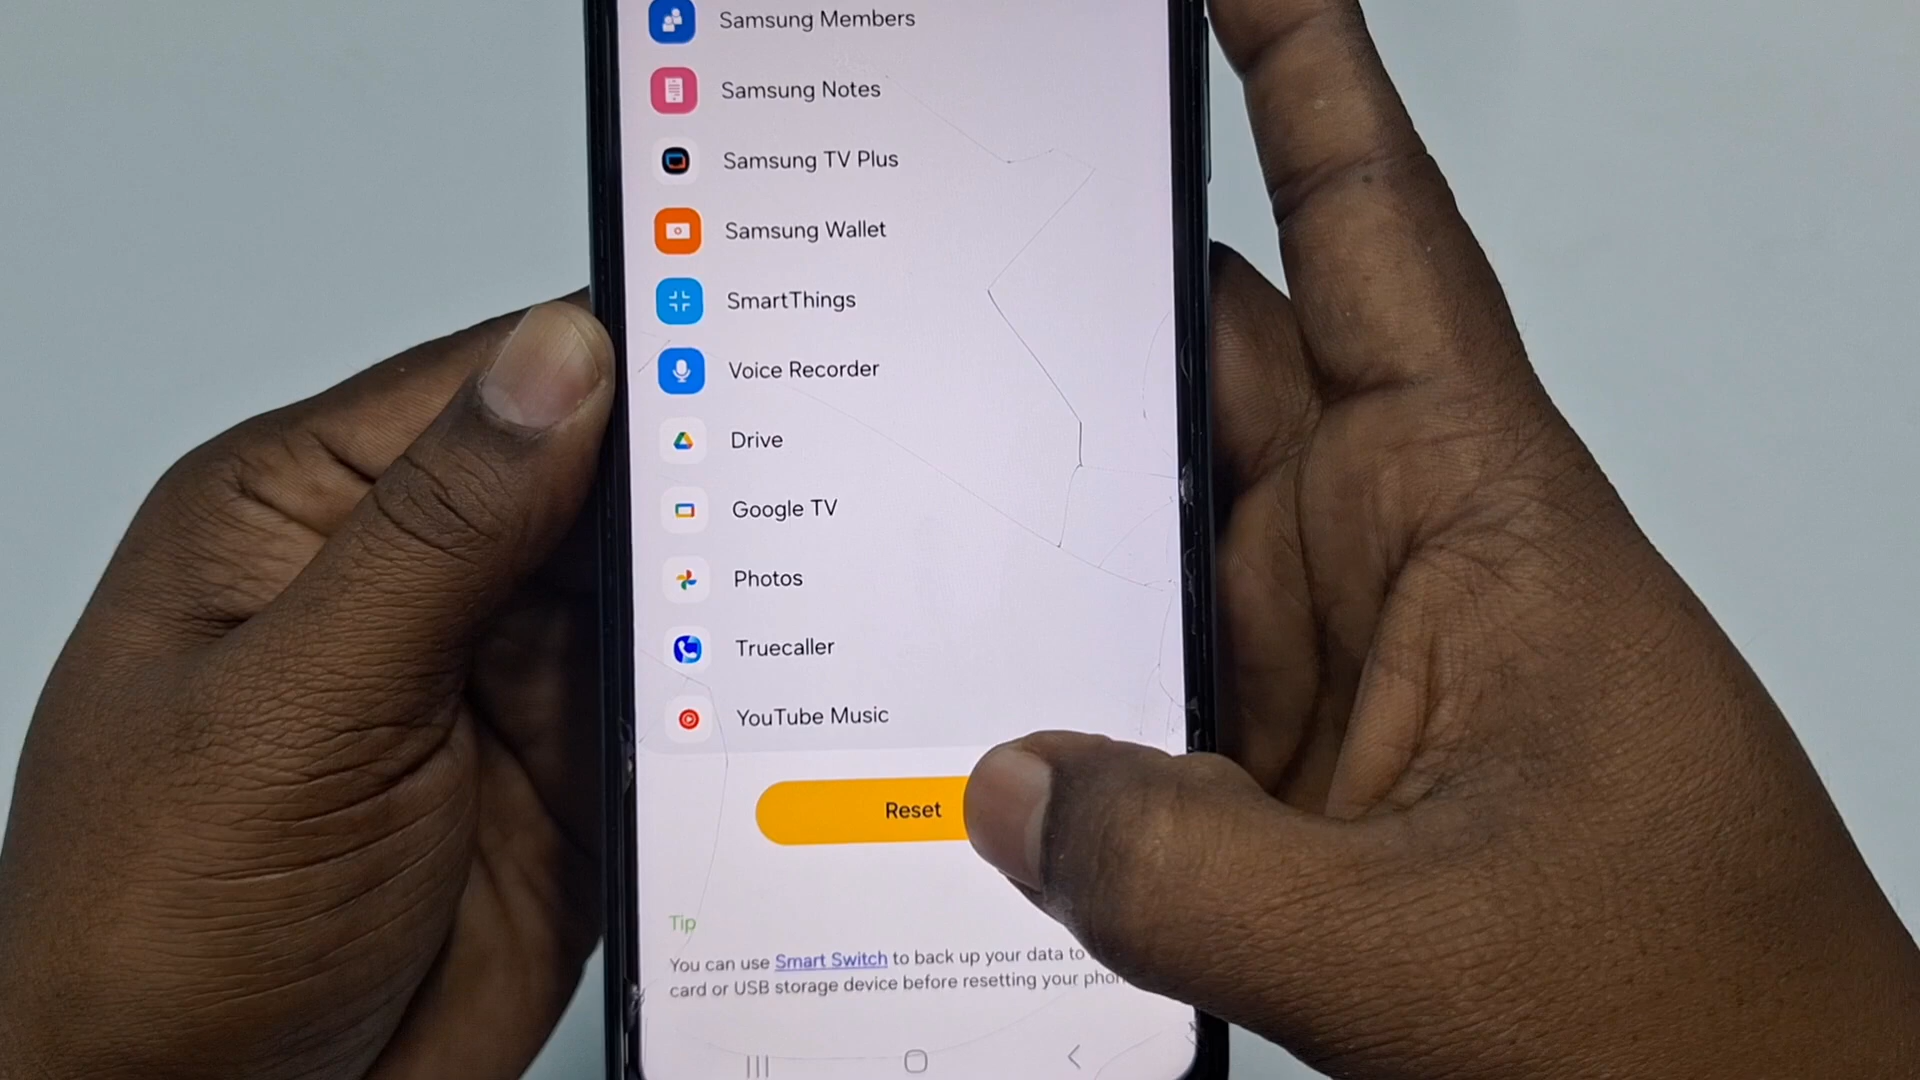 Samsung Members
Samsung Notes
Samsung TV Plus
Samsung Wallet
SmartThings
Voice Recorder
Drive
Google TV
Photos
Truecaller
YouTube Music
Reset
Tip
You can use Smart Switch to back up your data to
card or USB storage device before resetting your